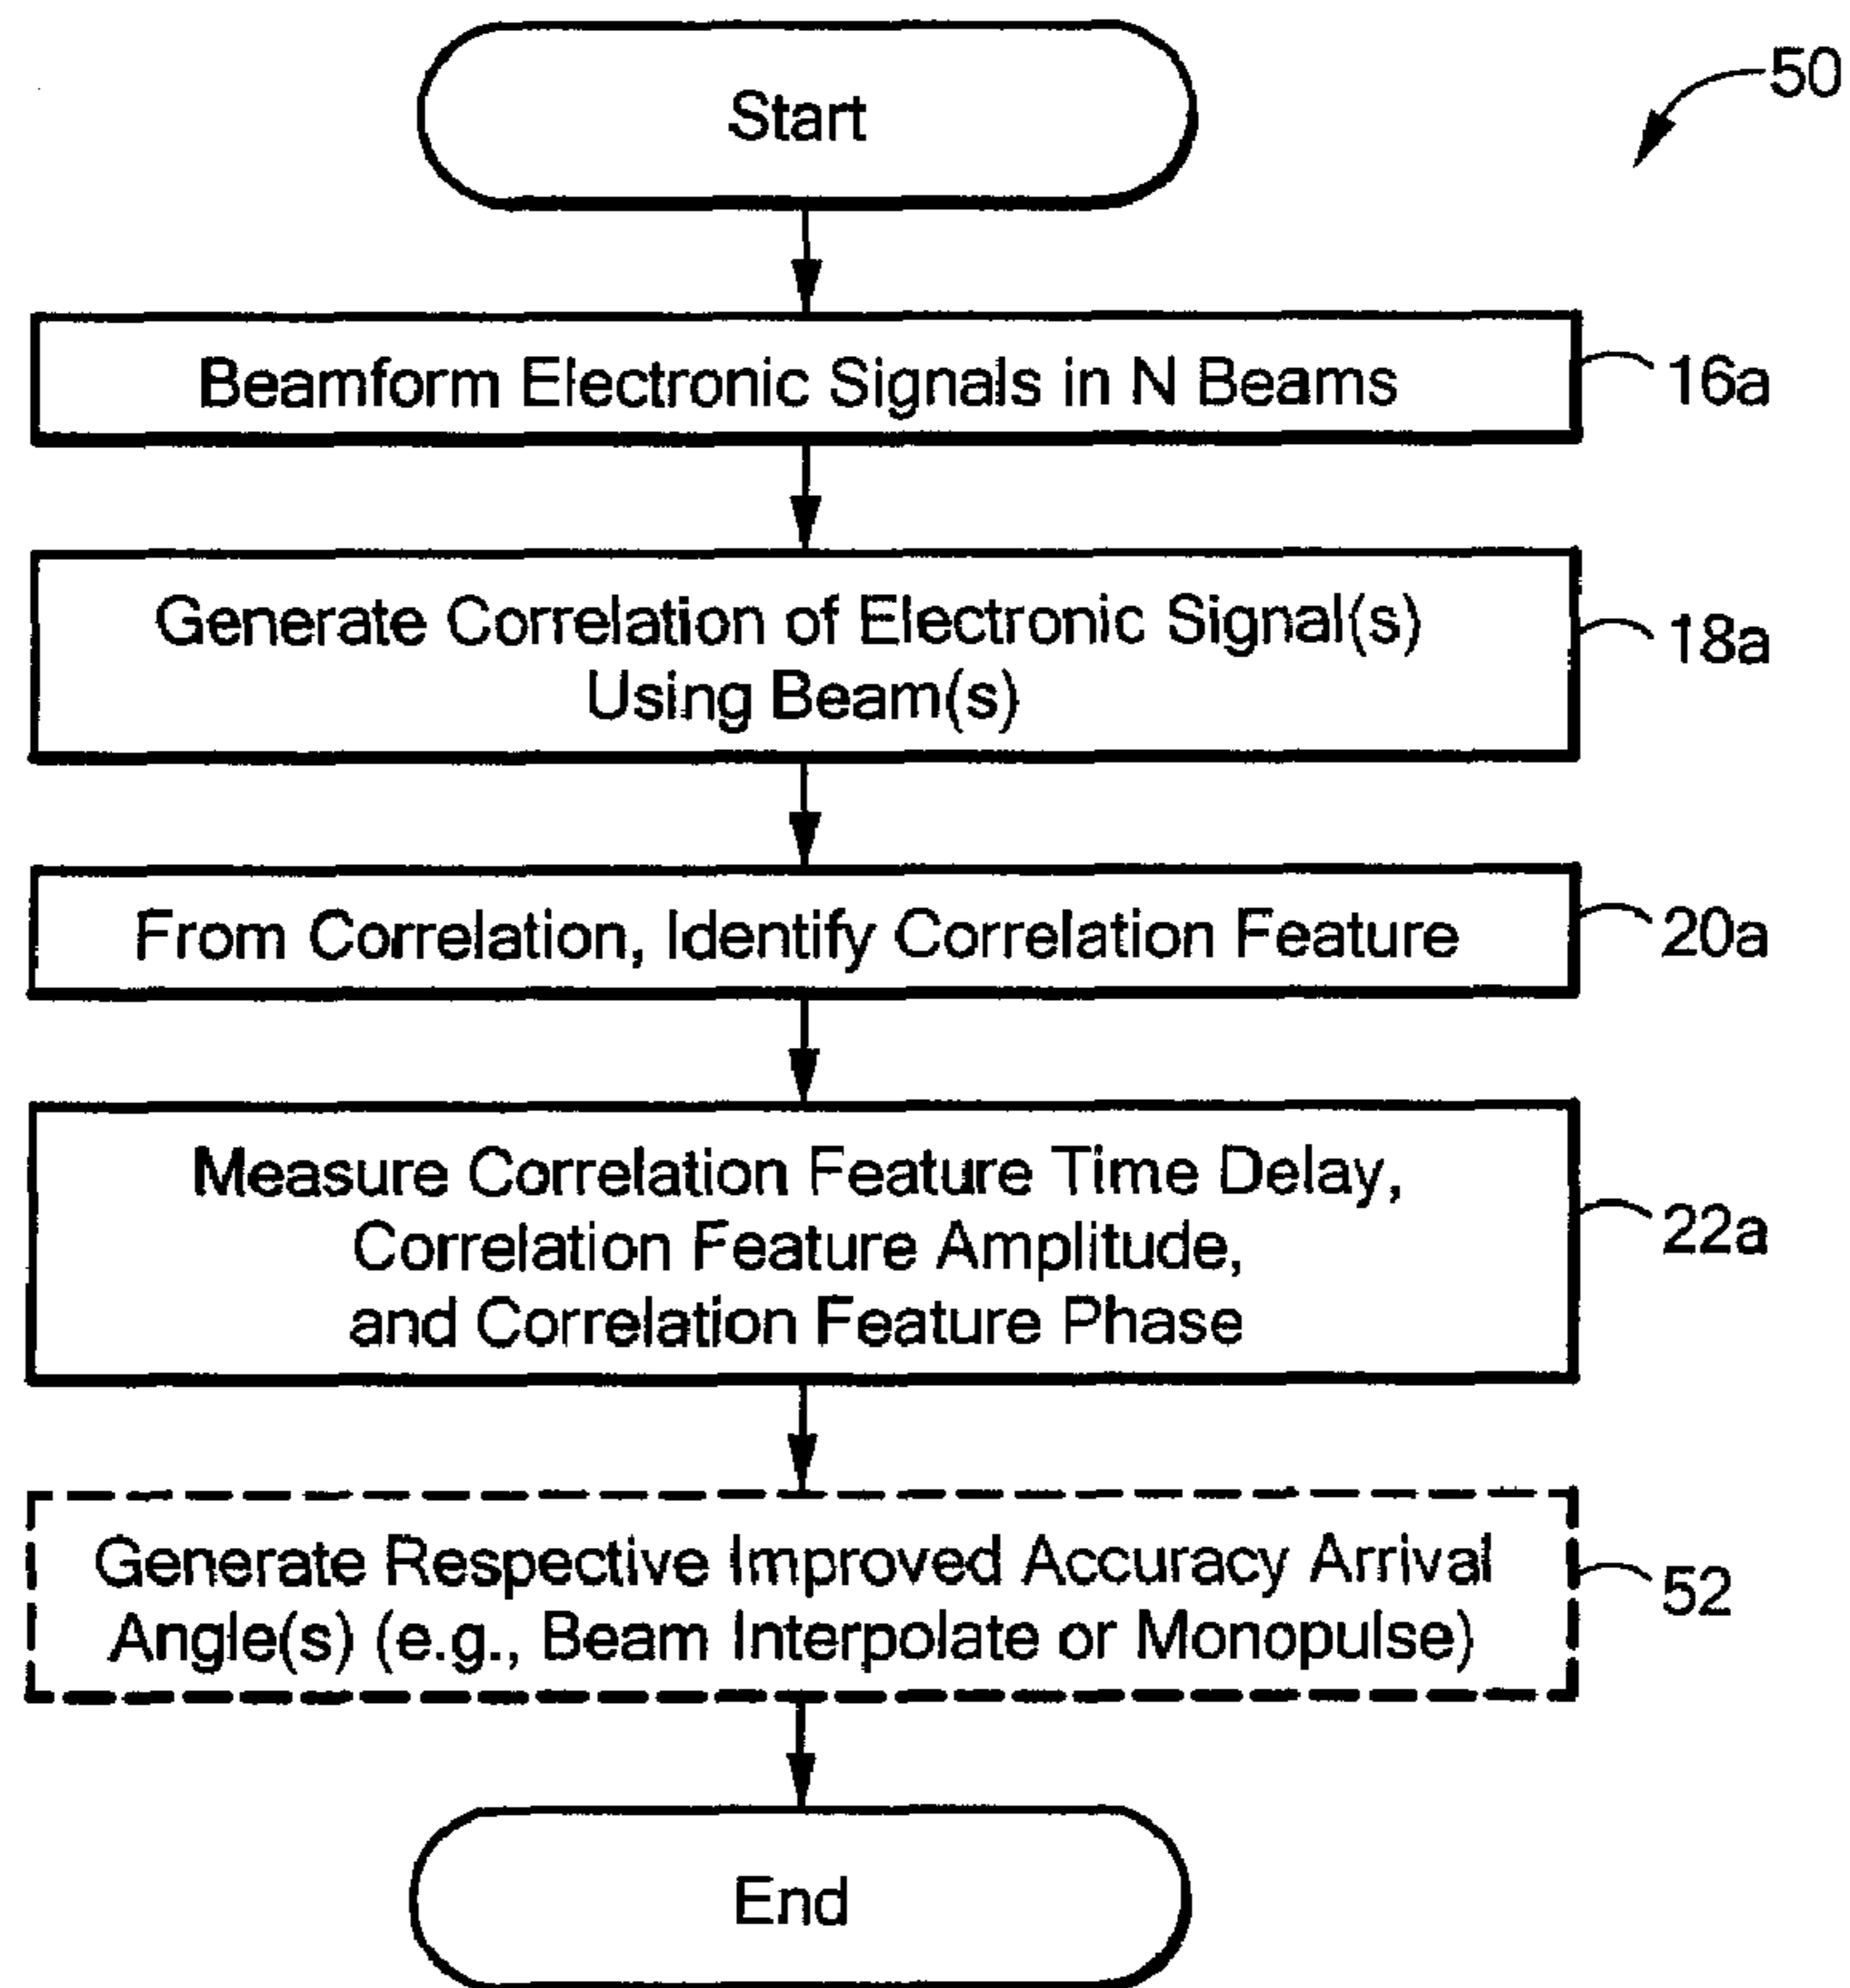 Start
50
Beamform Electronic Signals in N Beams
16a
Generate Correlation of Electronic Signal(s)
Using Beam(s)
18a
From Correlation, Identify Correlation Feature
20a
Measure Correlation Feature Time Delay,
Correlation Feature Amplitude,
and Correlation Feature Phase
22a
Generate Respective Improved Accuracy Arrival
Angle(s) (e.g., Beam Interpolate or Monopulse)
52
End